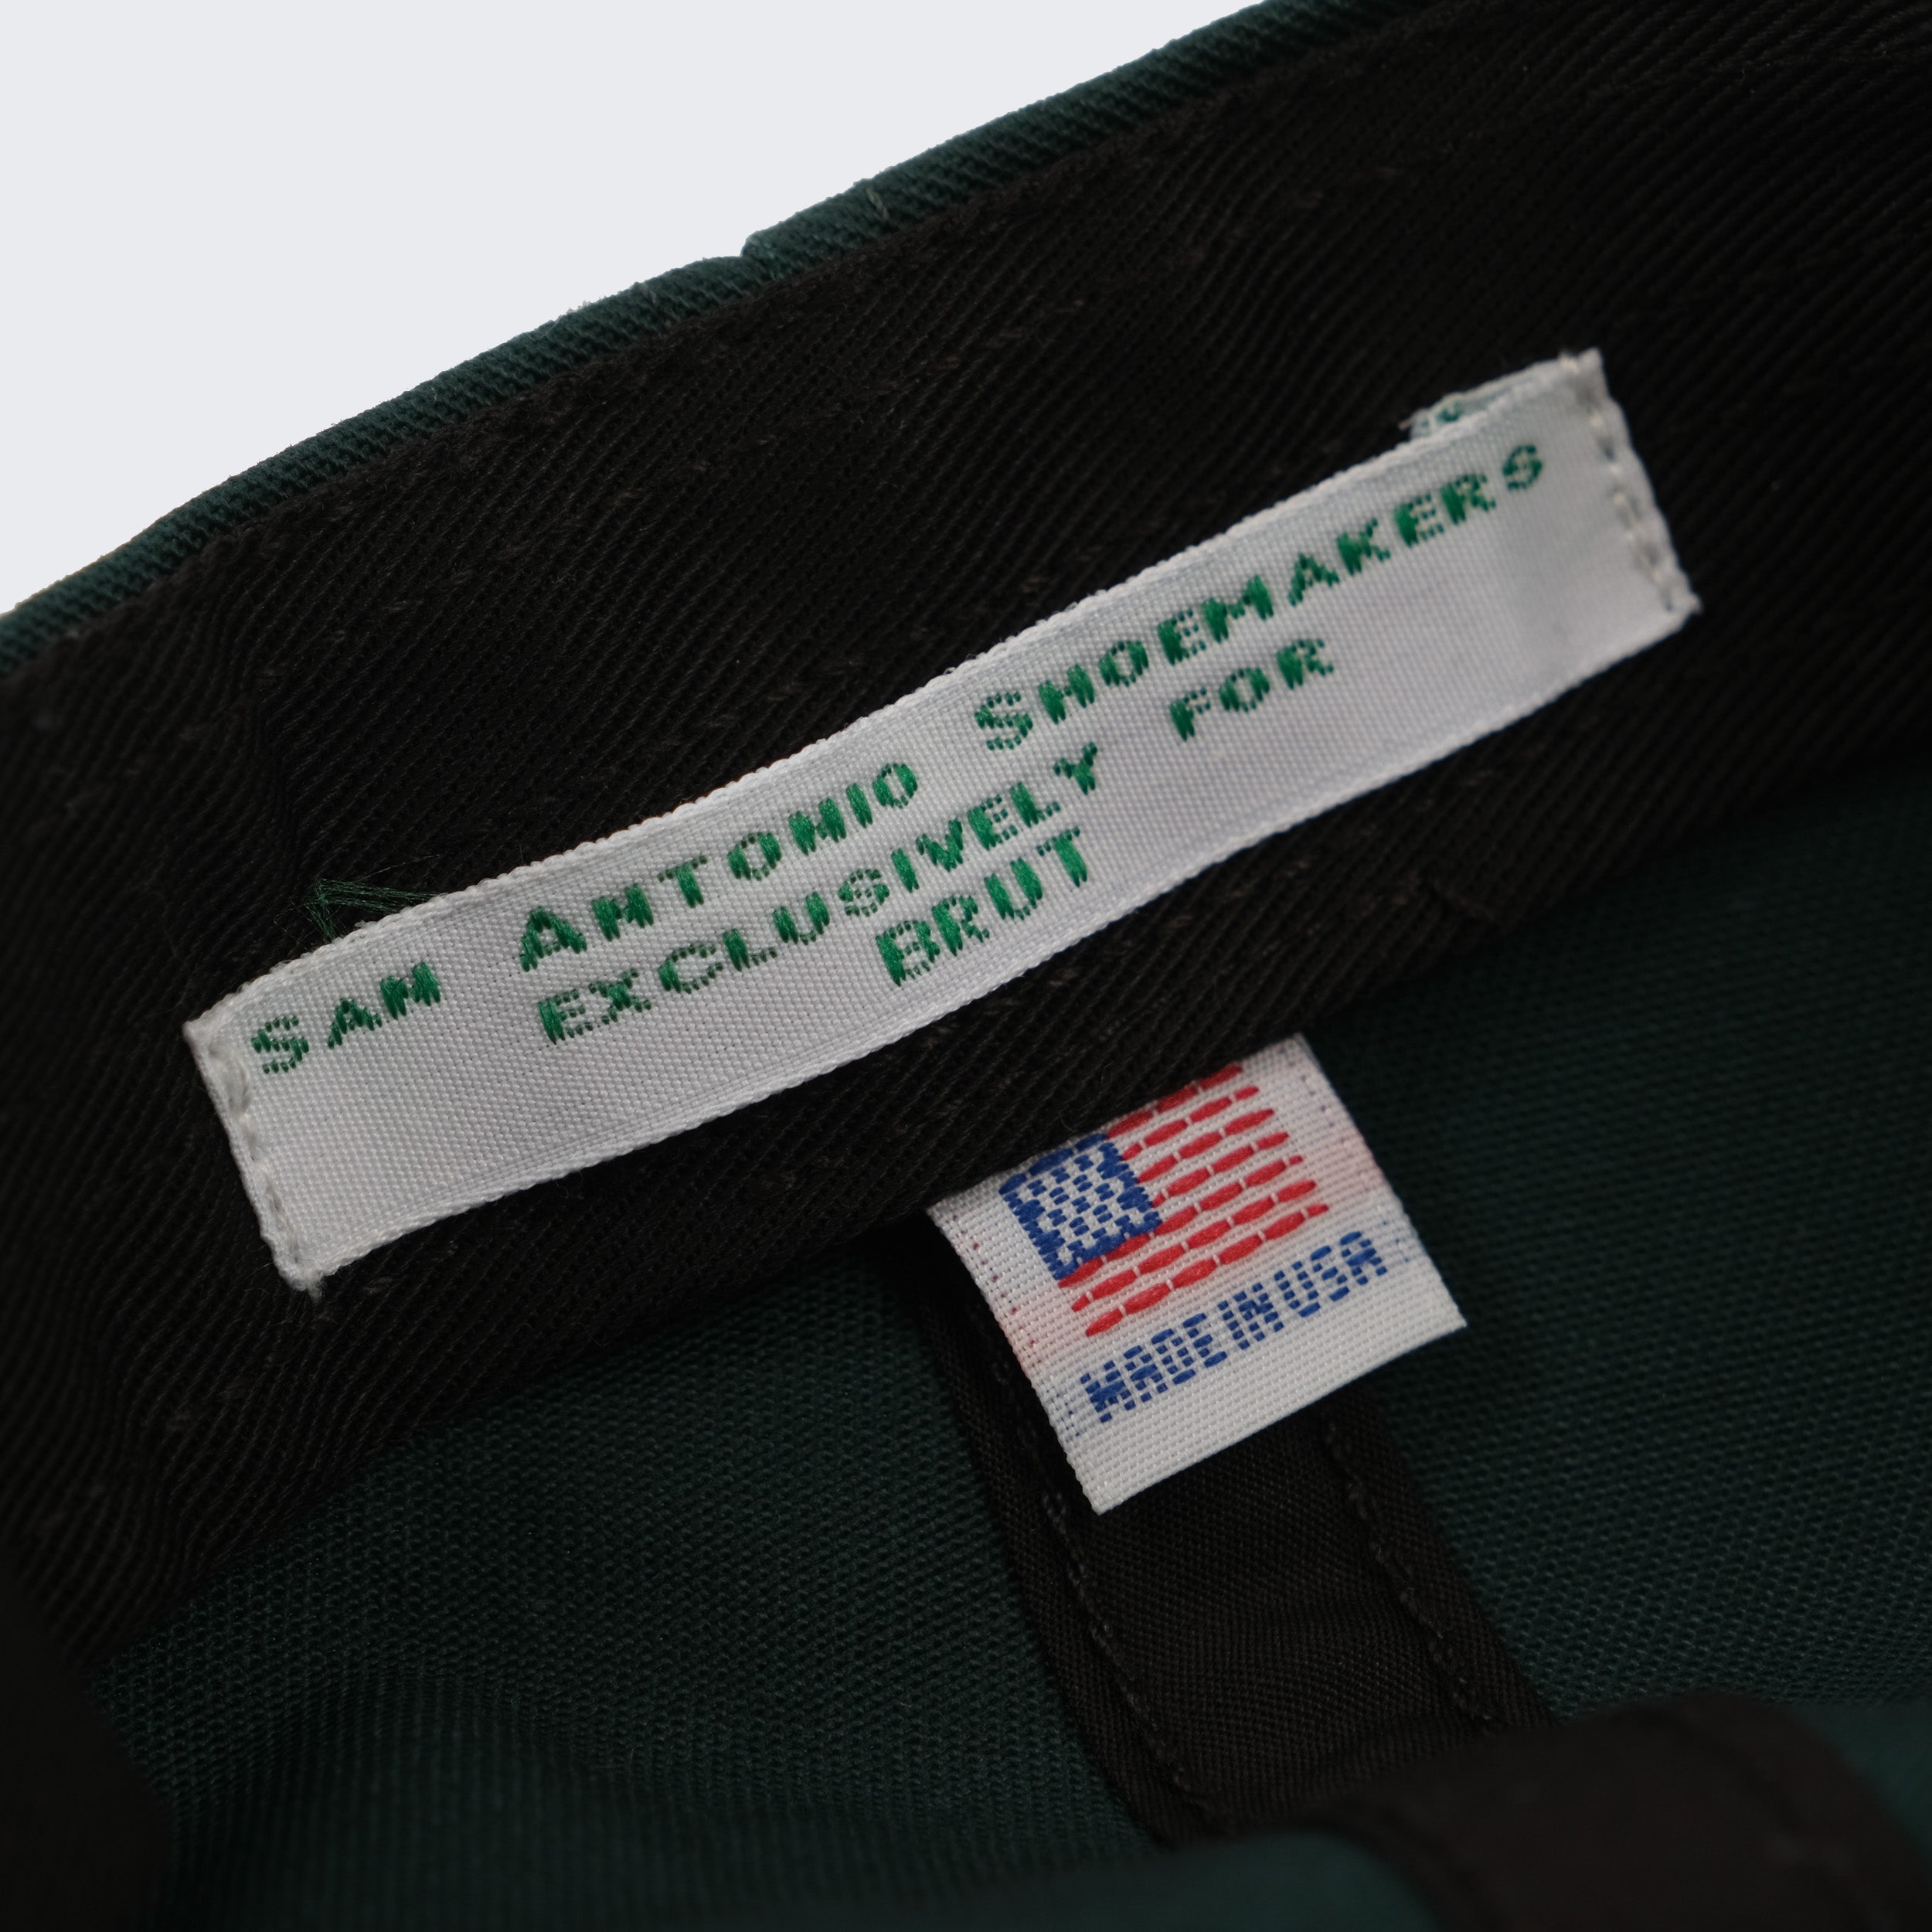 SAN ANTONIO SHOEMAKERS
EXCLUSIVELY FOR
BRUT
MADE IN USA